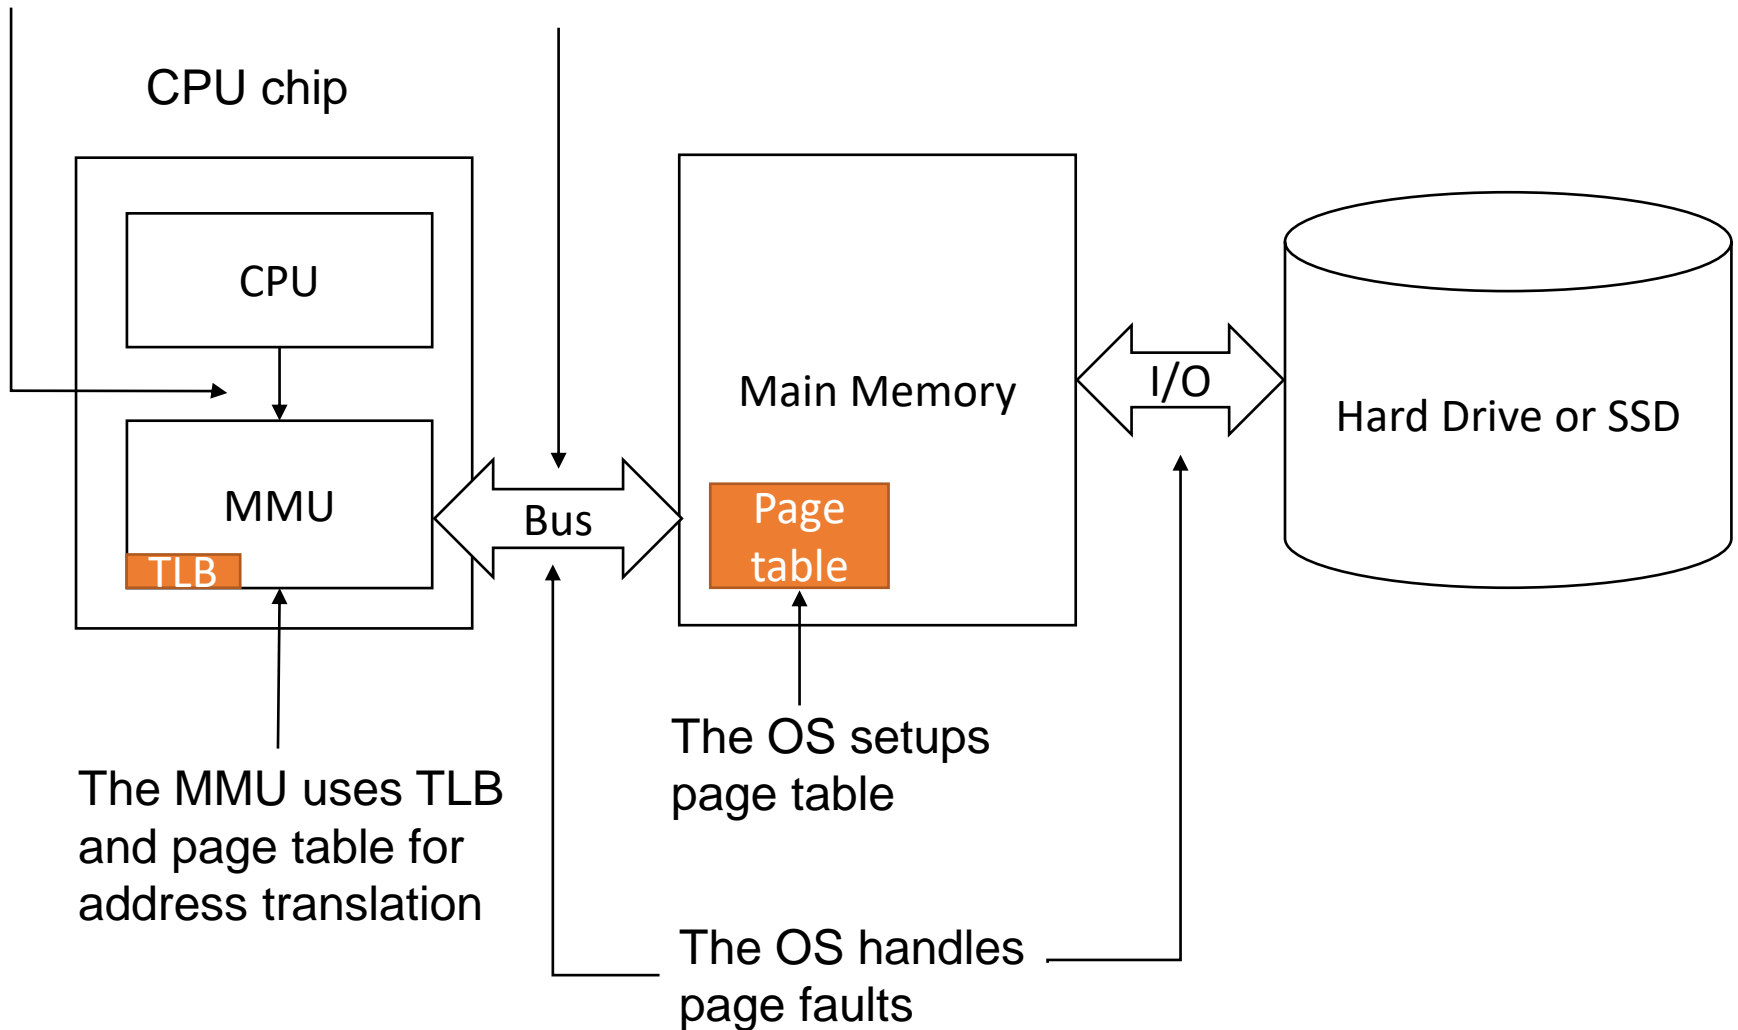 CPU chip
CPU
MMU
TLB
Bus
Main Memory
Page
table
I/O
Hard Drive or SSD
The MMU uses TLB
and page table for
address translation
The OS setups
page table
The OS handles
page faults